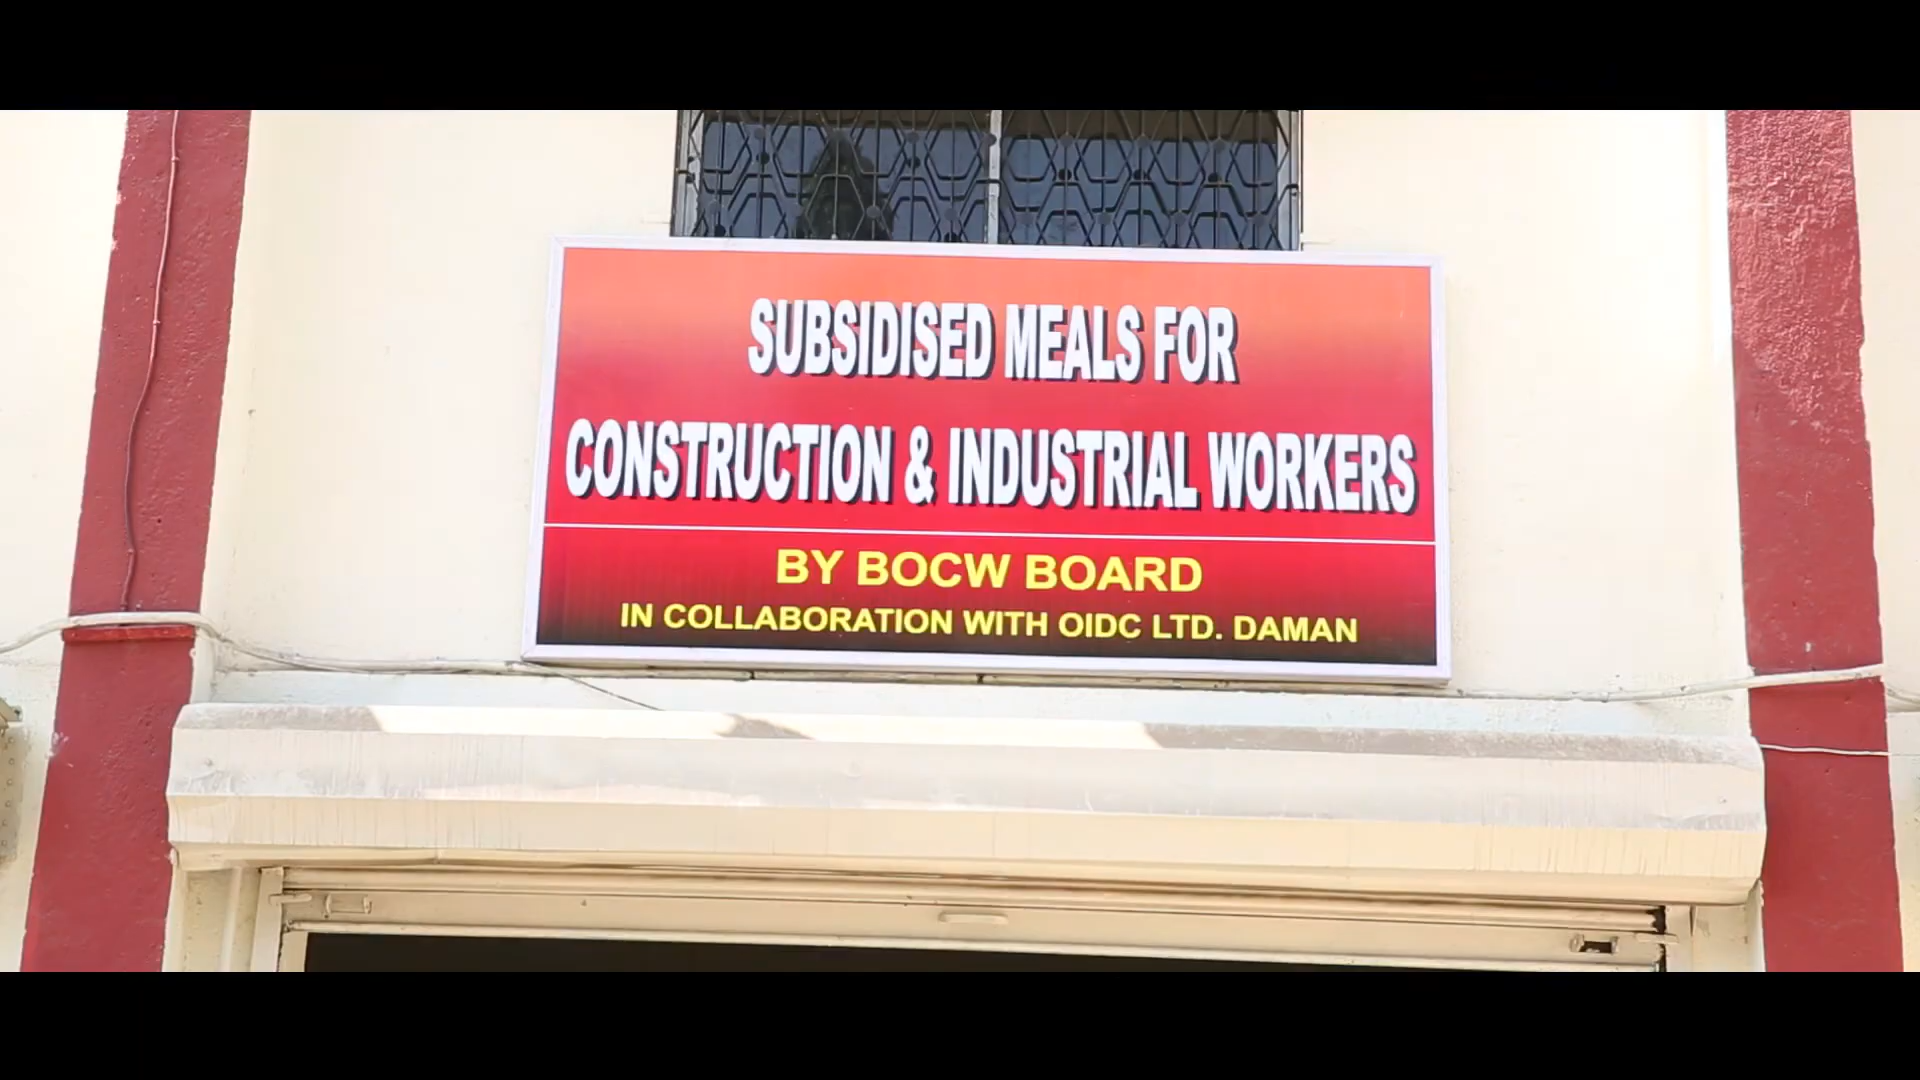 SUBSIDISED MEALS FOR
CONSTRUCTION & INDUSTRIAL WORKERS
BY BOCW BOARD
IN COLLABORATION WITH OIDC LTD. DAMAN